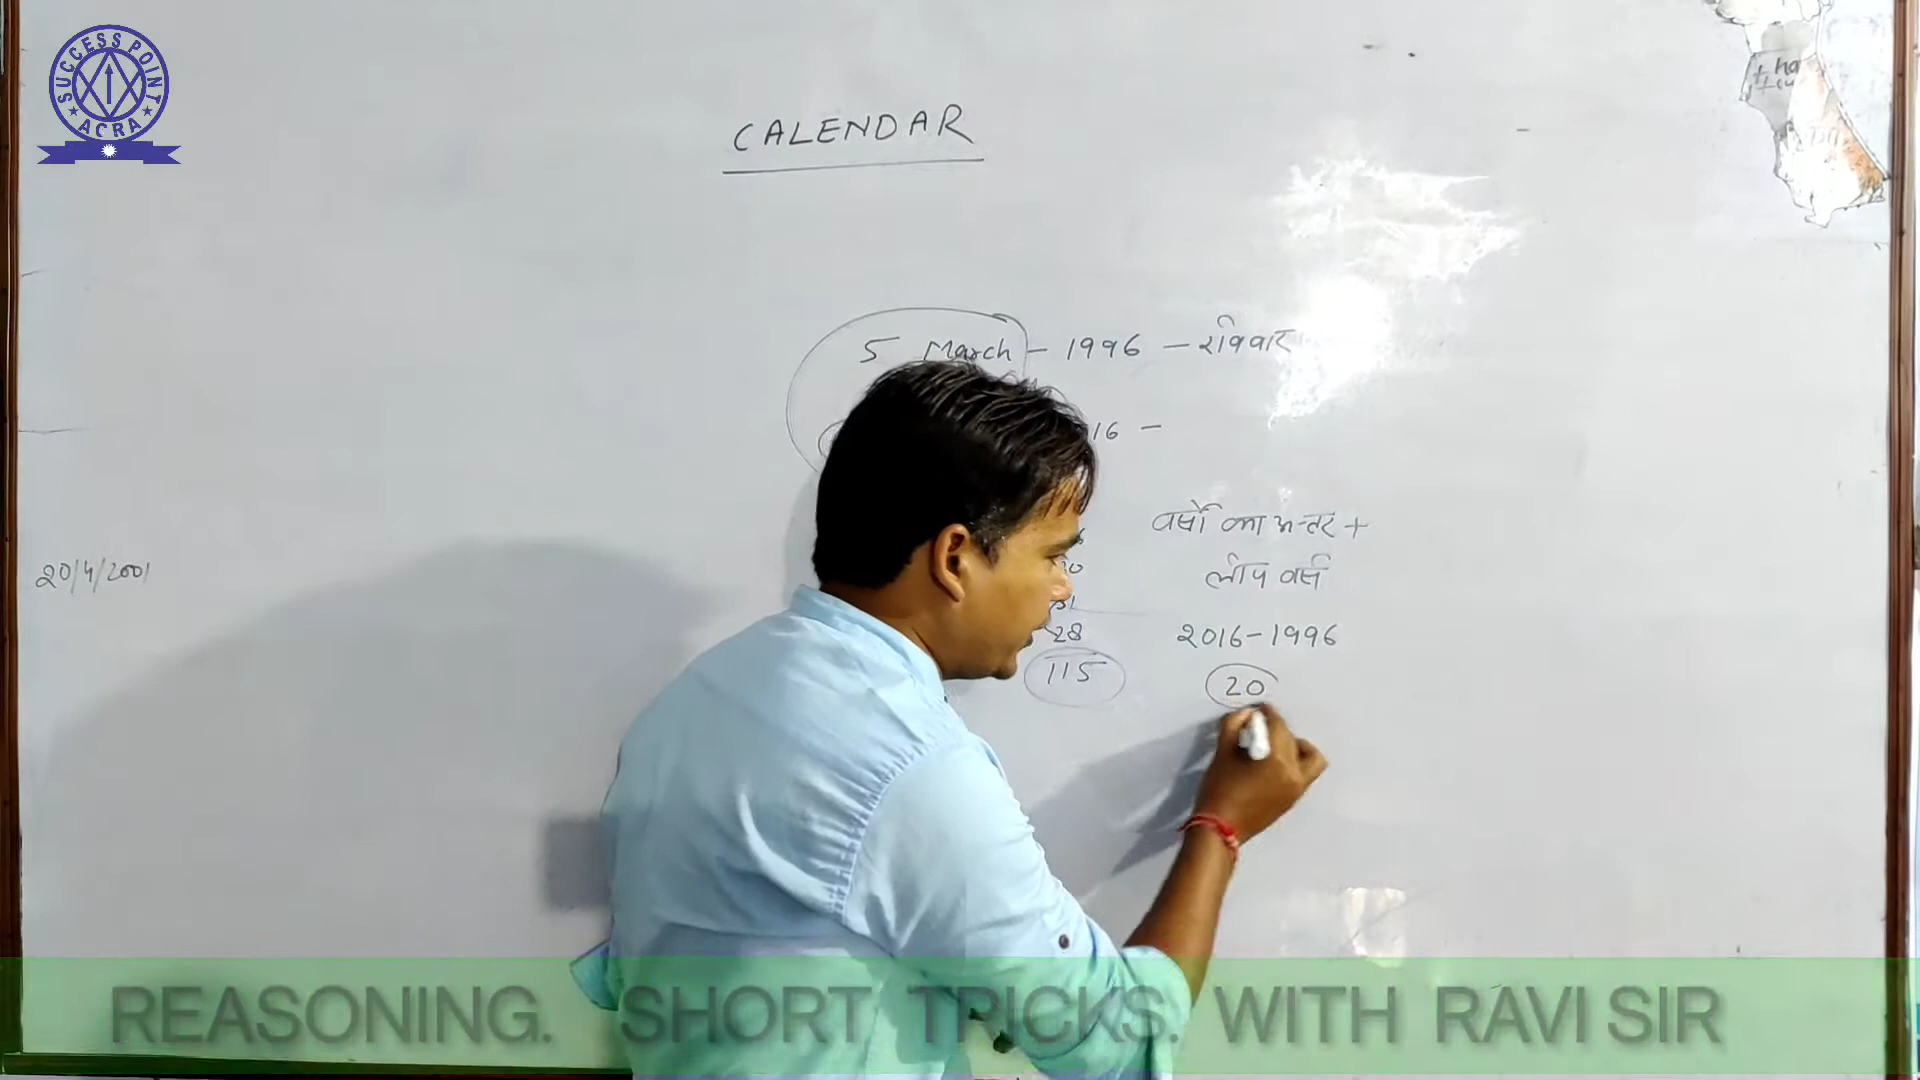 SUCCESS POINT
ACRA
CALENDAR
5 March - 1996 - रविवार
16 -
वर्षो का अन्तर +
लीप वर्ष
20/4/2001
31
28
115
2016-1996
20
REASONING. SHORT TRICKS. WITH RAVI SIR